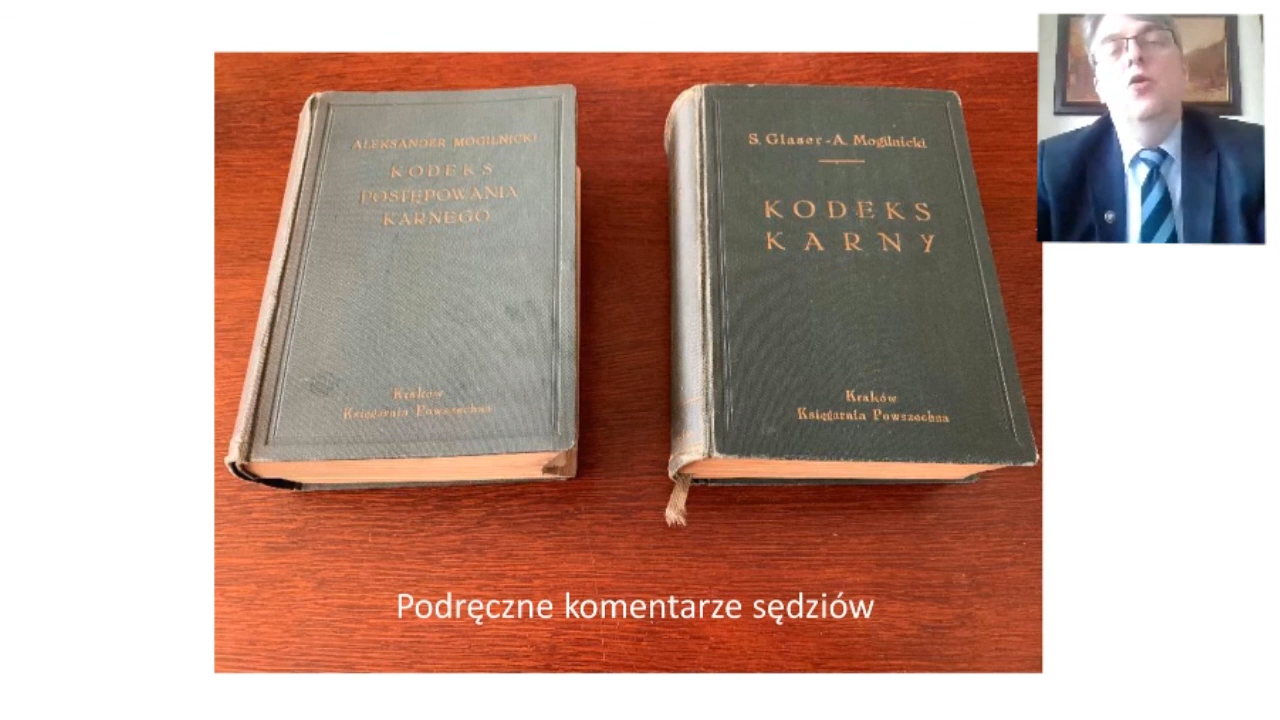 ALEKSANDER MOGILNICKI
KODEKS
POSTĘPOWANIA
KARNEGO
Kraków
Księgarnia Powszechna
S. Glaser - A. Mogilnicki
KODEKS
KARNY
Kraków
Księgarnia Powszechna
Podręczne komentarze sędziów